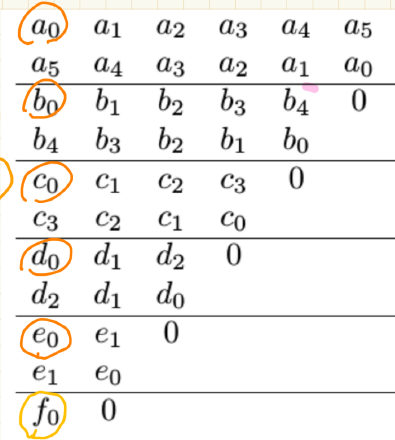 a₀ a₁ a₂ a₃ a₄ a₅
a₅ a₄ a₃ a₂ a₁ a₀
b₀ b₁ b₂ b₃ b₄ 0
b₄ b₃ b₂ b₁ b₀
c₀ c₁ c₂ c₃ 0
c₃ c₂ c₁ c₀
d₀ d₁ d₂ 0
d₂ d₁ d₀
e₀ e₁ 0
e₁ e₀
f₀ 0